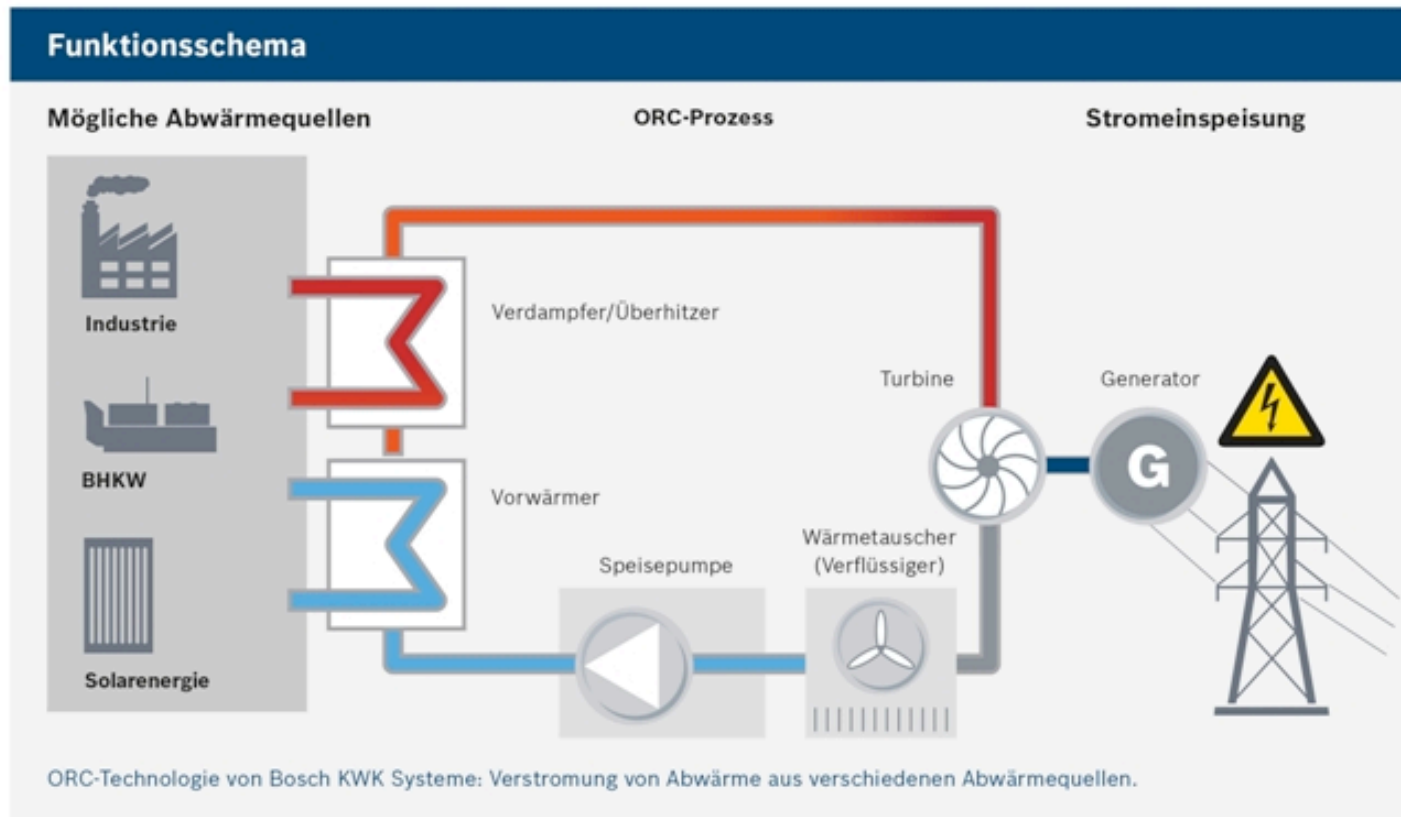 Funktionsschema
Mögliche Abwärmequellen
ORC-Prozess
Stromeinspeisung
Industrie
BHKW
Solarenergie
Verdampfer/Überhitzer
Vorwärmer
Speisepumpe
Wärmetauscher
(Verflüssiger)
Turbine
Generator
G
ORC-Technologie von Bosch KWK Systeme: Verstromung von Abwärme aus verschiedenen Abwärmequellen.